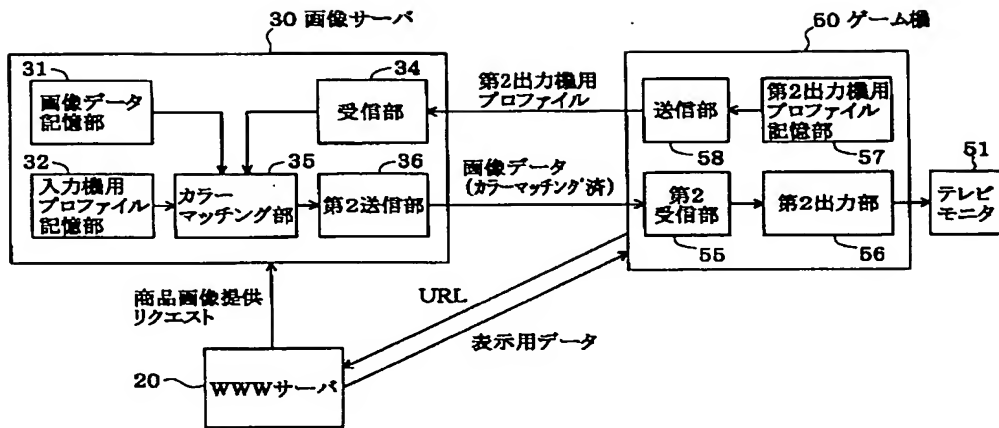 30 画像サーバ
31
画像データ
記憶部
34
受信部
32
入力機用
プロファイル
記憶部
35
カラー
マッチング部
36
第2送信部
第2出力機用
プロファイル
画像データ
(カラーマッチング済)
50 ゲーム機
送信部
58
第2出力機用
プロファイル
記憶部
57
第2
受信部
55
第2出力部
56
51
テレビ
モニタ
商品画像提供
リクエスト
URL
表示用データ
20
WWWサーバ